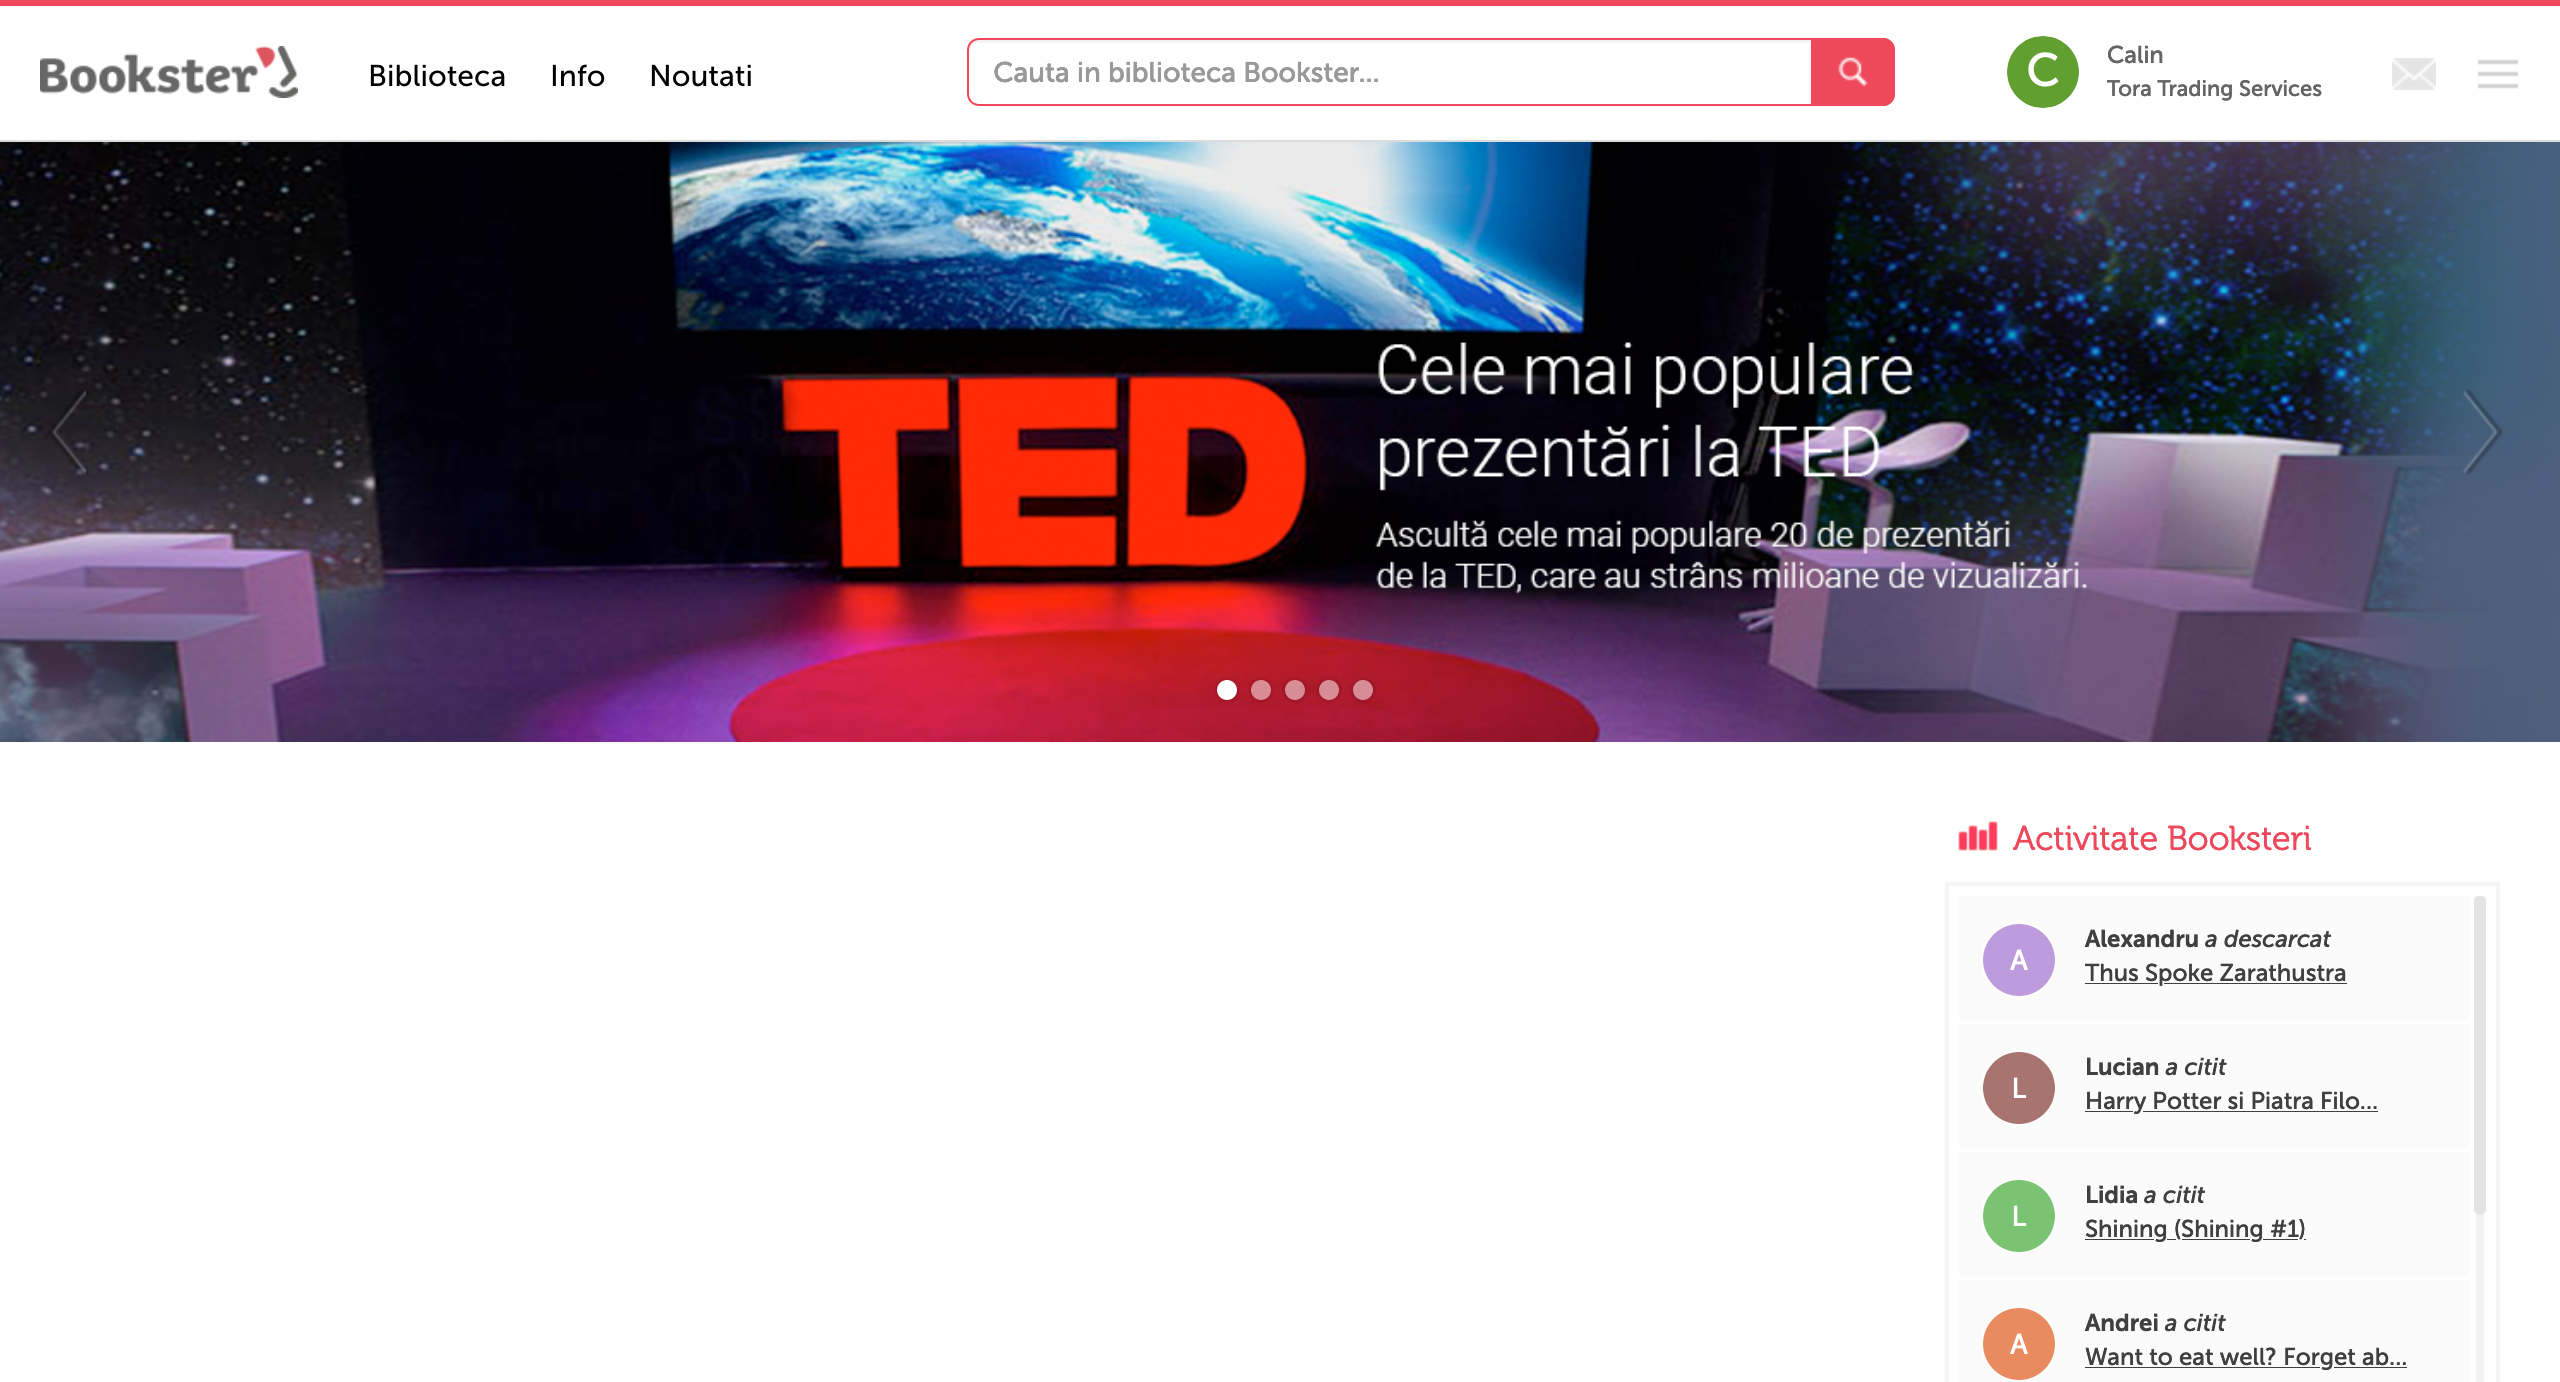 Bookster
Biblioteca
Info
Noutati
Cauta in biblioteca Bookster...
C
Calin
Tora Trading Services
TED
Cele mai populare
prezentări la TED
Ascultă cele mai populare 20 de prezentări
de la TED, care au strâns milioane de vizualizări.
Activitate Booksteri
A
Alexandru a descarcat
Thus Spoke Zarathustra
L
Lucian a citit
Harry Potter si Piatra Filo...
L
Lidia a citit
Shining (Shining #1)
A
Andrei a citit
Want to eat well? Forget ab...